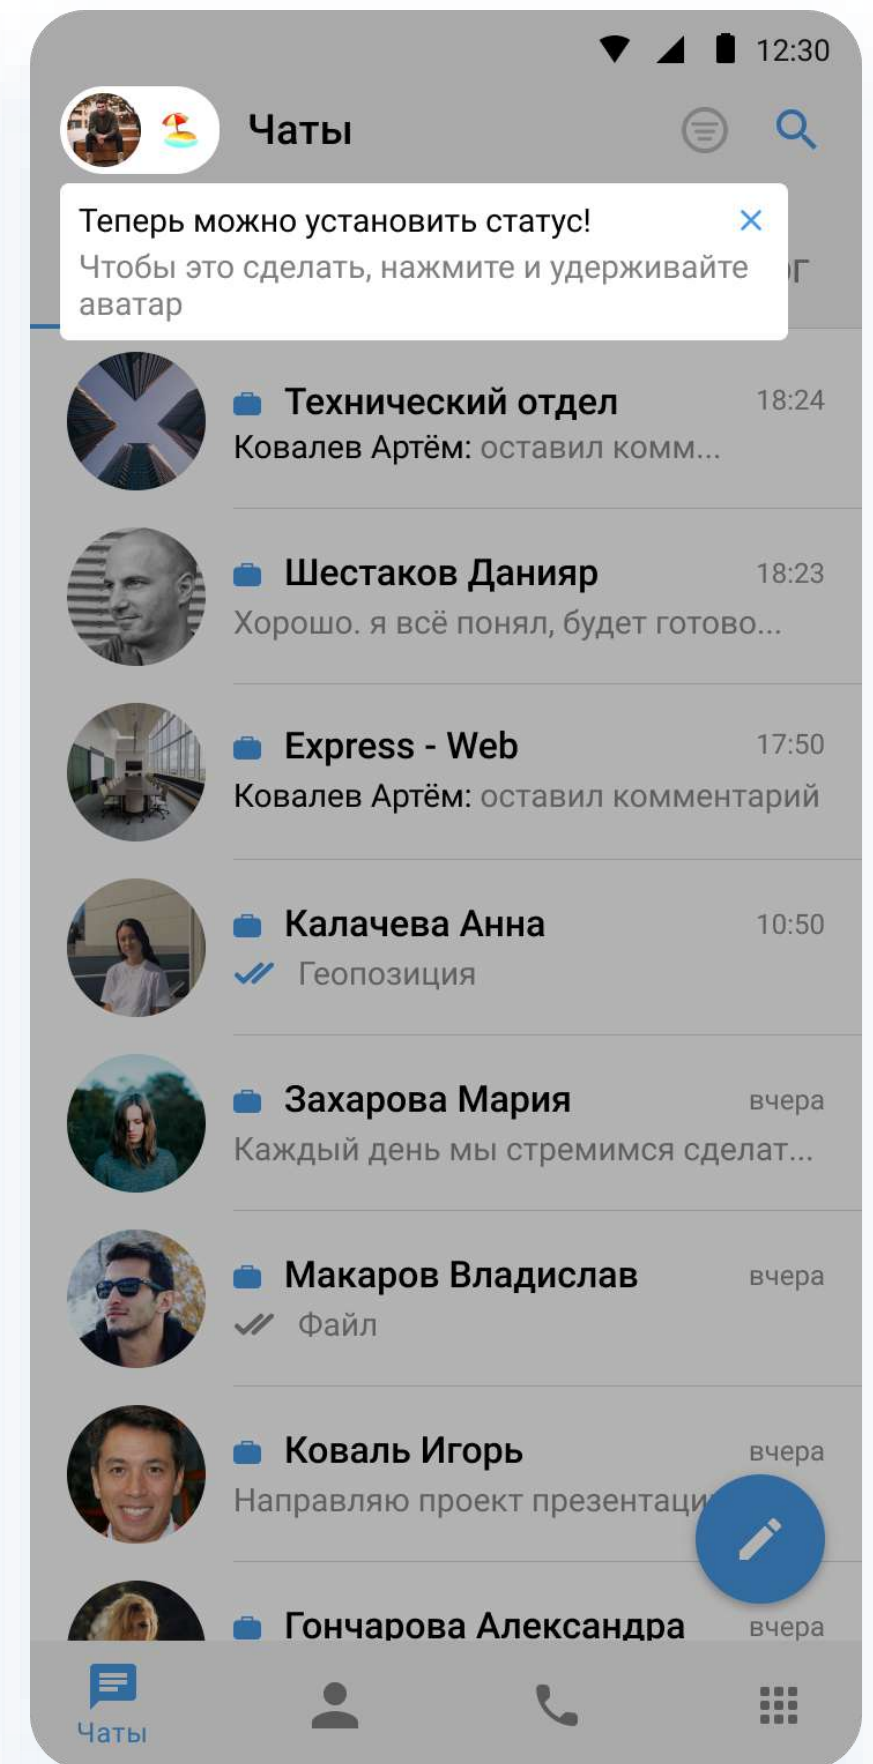 12:30
Чаты
Теперь можно установить статус!
Чтобы это сделать, нажмите и удерживайте
аватар
Технический отдел 18:24
Ковалев Артём: оставил комм...
Шестаков Данияр 18:23
Хорошо. я всё понял, будет готово...
Express - Web 17:50
Ковалев Артём: оставил комментарий
Калачева Анна 10:50
Геопозиция
Захарова Мария вчера
Каждый день мы стремимся сделат...
Макаров Владислав вчера
Файл
Коваль Игорь вчера
Направляю проект
Гончарова Александра вчера
Чаты